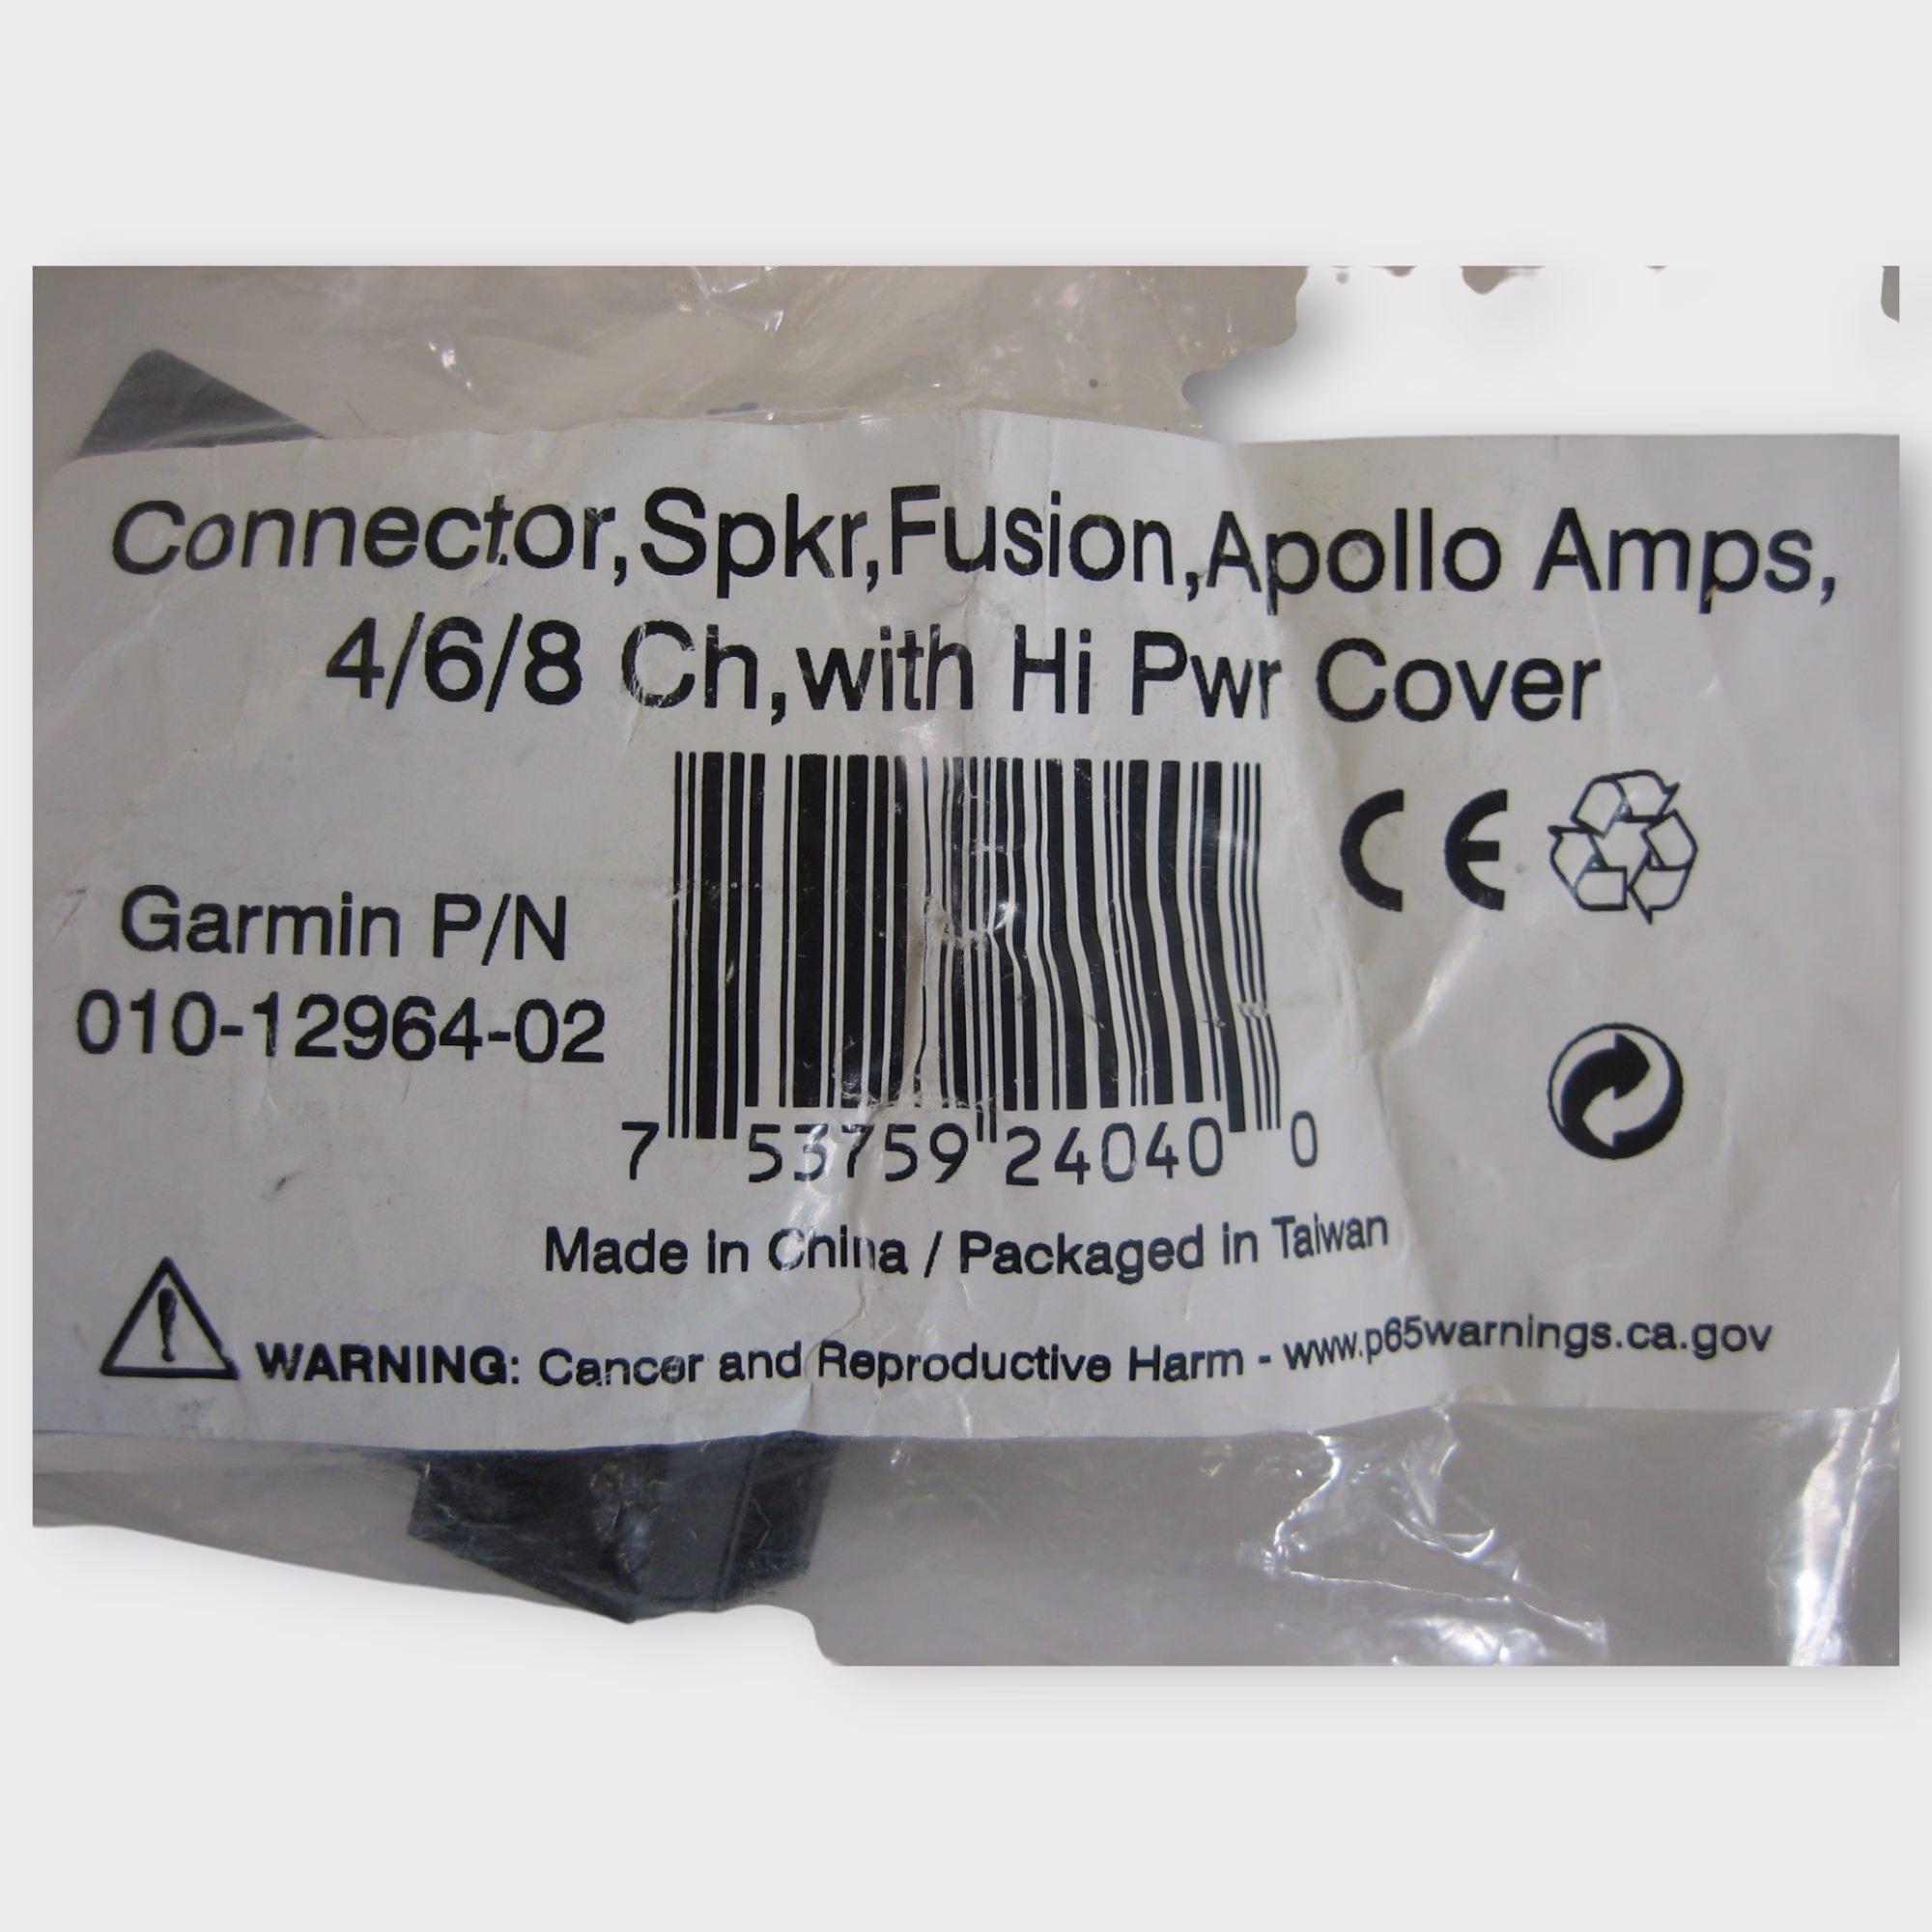 Connector,Spkr,Fusion,Apollo Amps,
4/6/8 Ch,with Hi Pwr Cover
Garmin P/N
010-12964-02
CE
7 53759 24040 0
Made in China / Packaged in Taiwan
WARNING: Cancer and Reproductive Harm - www.p65warnings.ca.gov